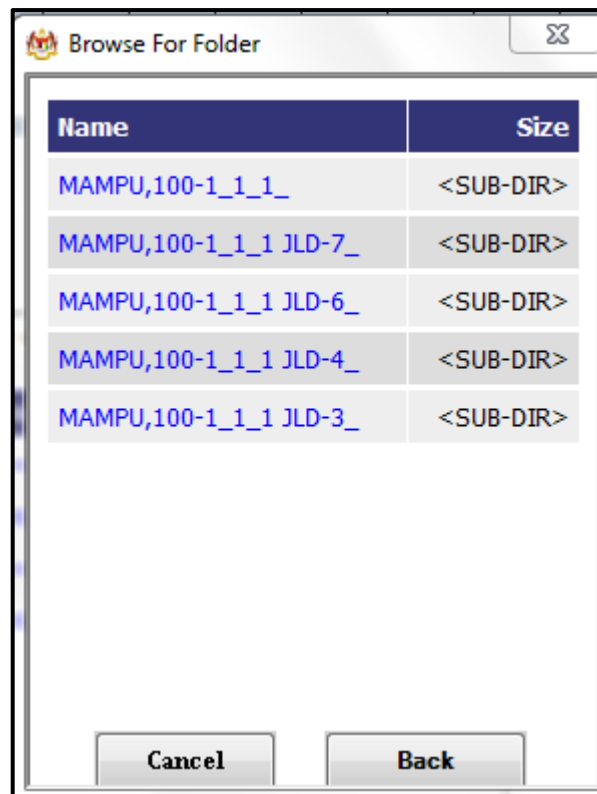 Browse For Folder
Name Size
MAMPU,100-1_1_1_ <SUB-DIR>
MAMPU,100-1_1_1 JLD-7_ <SUB-DIR>
MAMPU,100-1_1_1 JLD-6_ <SUB-DIR>
MAMPU,100-1_1_1 JLD-4_ <SUB-DIR>
MAMPU,100-1_1_1 JLD-3_ <SUB-DIR>
Cancel Back